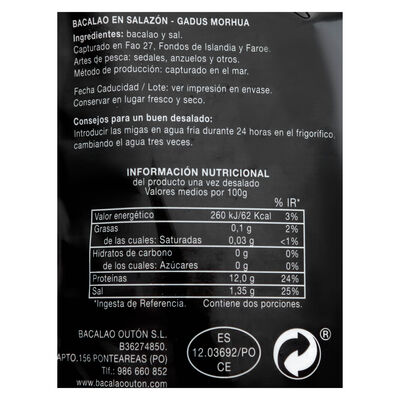 BACALAO EN SALAZÓN - GADUS MORHUA
Ingredientes: bacalao y sal.
Capturado en Fao 27, Fondos de Islandia y Faroe.
Artes de pesca: sedales, anzuelos y otros.
Método de producción: capturado en el mar.
Fecha Caducidad / Lote: ver impresión en envase.
Conservar en lugar fresco y seco.
Consejos para un buen desalado:
Introducir las migas en agua fría durante 24 horas en el frigorífico,
cambiando el agua tres veces.
INFORMACIÓN NUTRICIONAL
del producto una vez desalado
Valores medios por 100g
% IR*
Valor energético 260 kJ/62 Kcal 3%
Grasas 0,1 g 2%
de las cuales: Saturadas 0,03 g <1%
Hidratos de carbono 0 g 0%
de los cuales: Azúcares 0 g 0%
Proteínas 12,0 g 24%
Sal 1,35 g 25%
*Ingesta de Referencia. Contiene dos porciones.
BACALAO OUTÓN S.L.
B36274850.
APTO.156 PONTEAREAS (PO)
Tlf: 986 660 852
www.bacalaoouton.com
ES
12.03692/PO
CE
®